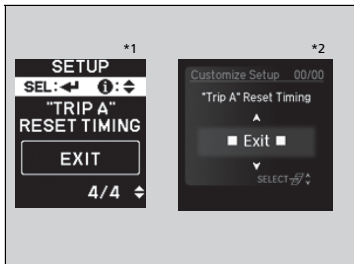 *1
SETUP
SEL:
"TRIP A"
RESET TIMING
EXIT
4/4
*2
Customize Setup 00/00
"Trip A" Reset Timing
Exit
SELECT